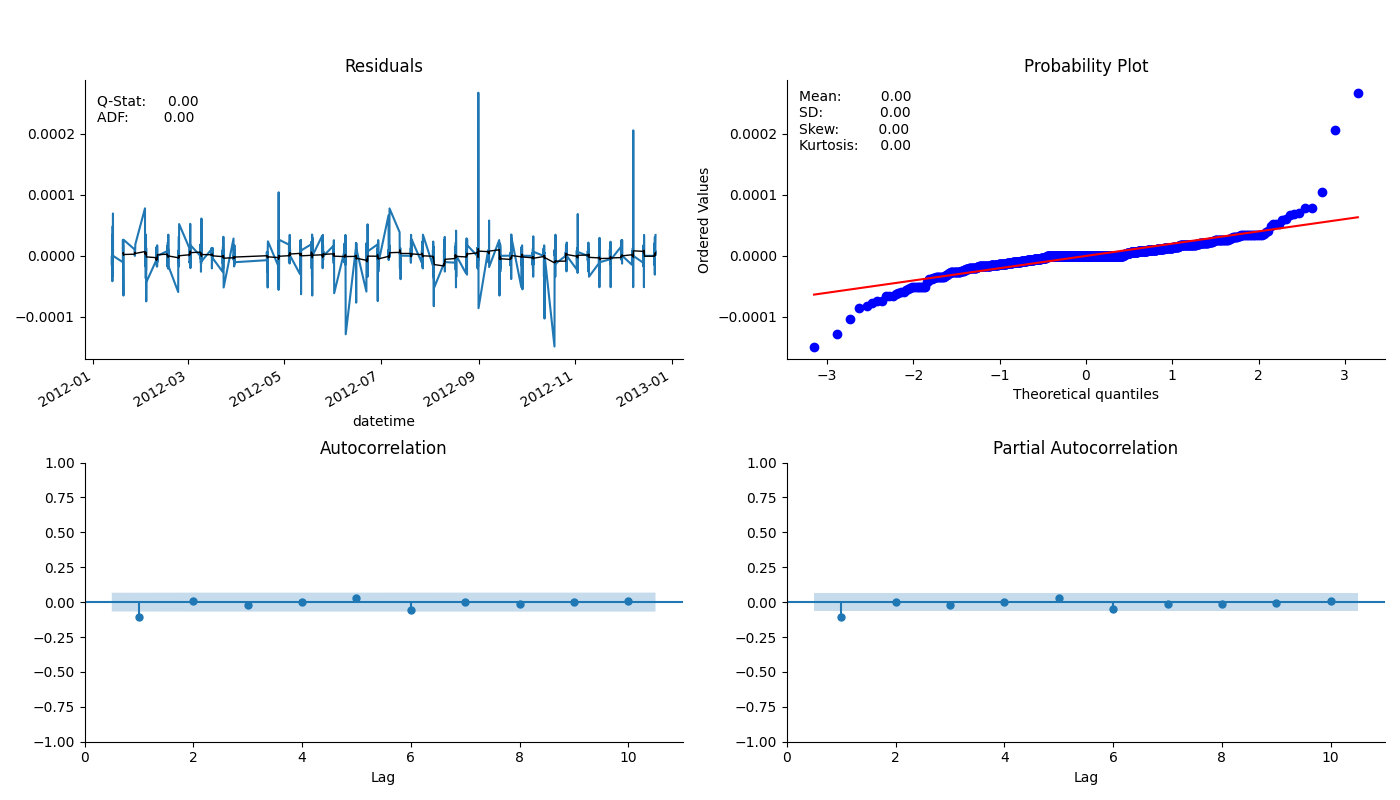 Residuals
Q-Stat: 0.00
ADF: 0.00
0.0002
0.0001
0.0000
−0.0001
2012-01
2012-03
2012-05
2012-07
2012-09
2012-11
2013-01
datetime
Probability Plot
Mean: 0.00
SD: 0.00
Skew: 0.00
Kurtosis: 0.00
Ordered Values
0.0002
0.0001
0.0000
−0.0001
−3 −2 −1 0 1 2 3
Theoretical quantiles
Autocorrelation
1.00
0.75
0.50
0.25
0.00
−0.25
−0.50
−0.75
−1.00
0 2 4 6 8 10
Lag
Partial Autocorrelation
1.00
0.75
0.50
0.25
0.00
−0.25
−0.50
−0.75
−1.00
0 2 4 6 8 10
Lag